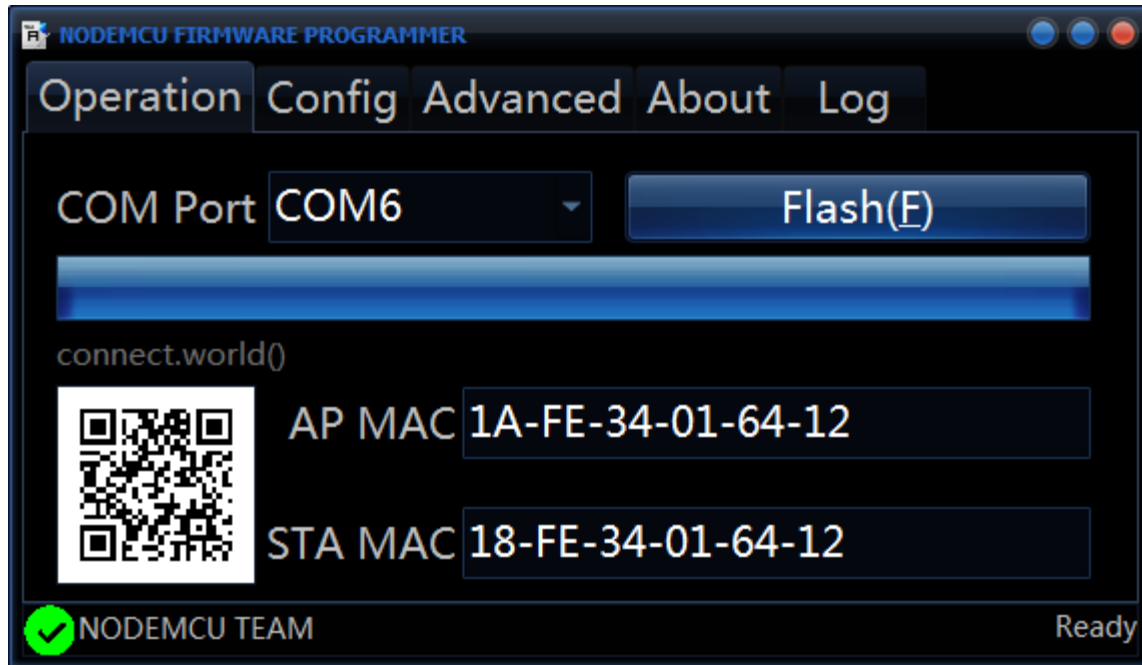 NODEMCU FIRMWARE PROGRAMMER
Operation Config Advanced About Log
COM Port COM6 Flash(F)
connect.world()
AP MAC 1A-FE-34-01-64-12
STA MAC 18-FE-34-01-64-12
NODEMCU TEAM Ready